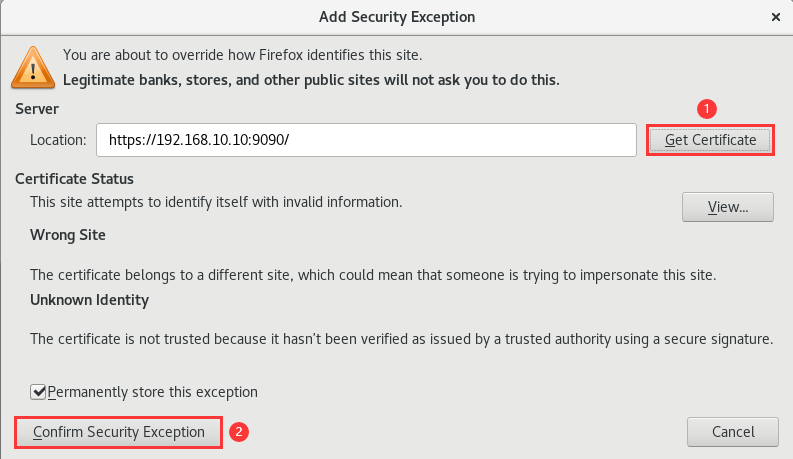 Add Security Exception
You are about to override how Firefox identifies this site.
Legitimate banks, stores, and other public sites will not ask you to do this.
Server
1
Location: https://192.168.10.10:9090/ Get Certificate
Certificate Status
This site attempts to identify itself with invalid information.
View...
Wrong Site
The certificate belongs to a different site, which could mean that someone is trying to impersonate this site.
Unknown Identity
The certificate is not trusted because it hasn't been verified as issued by a trusted authority using a secure signature.
Permanently store this exception
Confirm Security Exception 2 Cancel